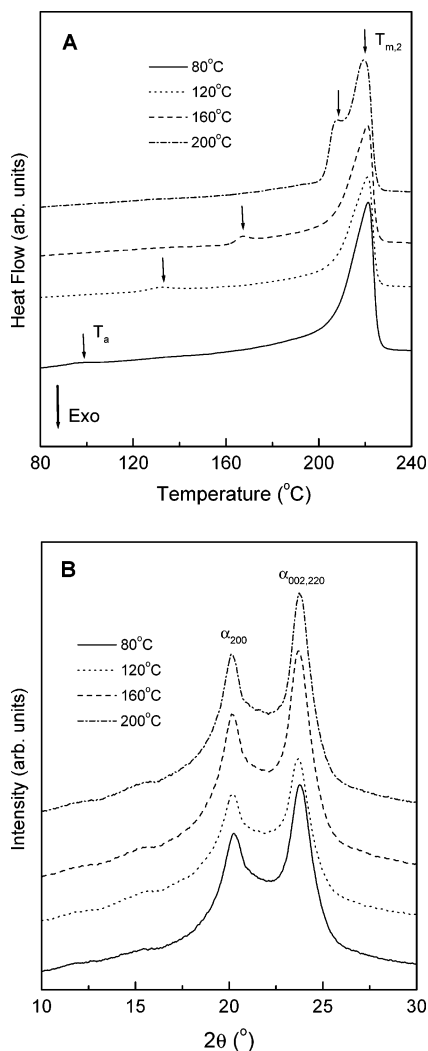 A
T_m,2
80°C
120°C
160°C
200°C
T_a
Exo
Heat Flow (arb. units)
80 120 160 200 240
Temperature (°C)
B
α_002,220
α_200
80°C
120°C
160°C
200°C
Intensity (arb. units)
10 15 20 25 30
2θ (°)